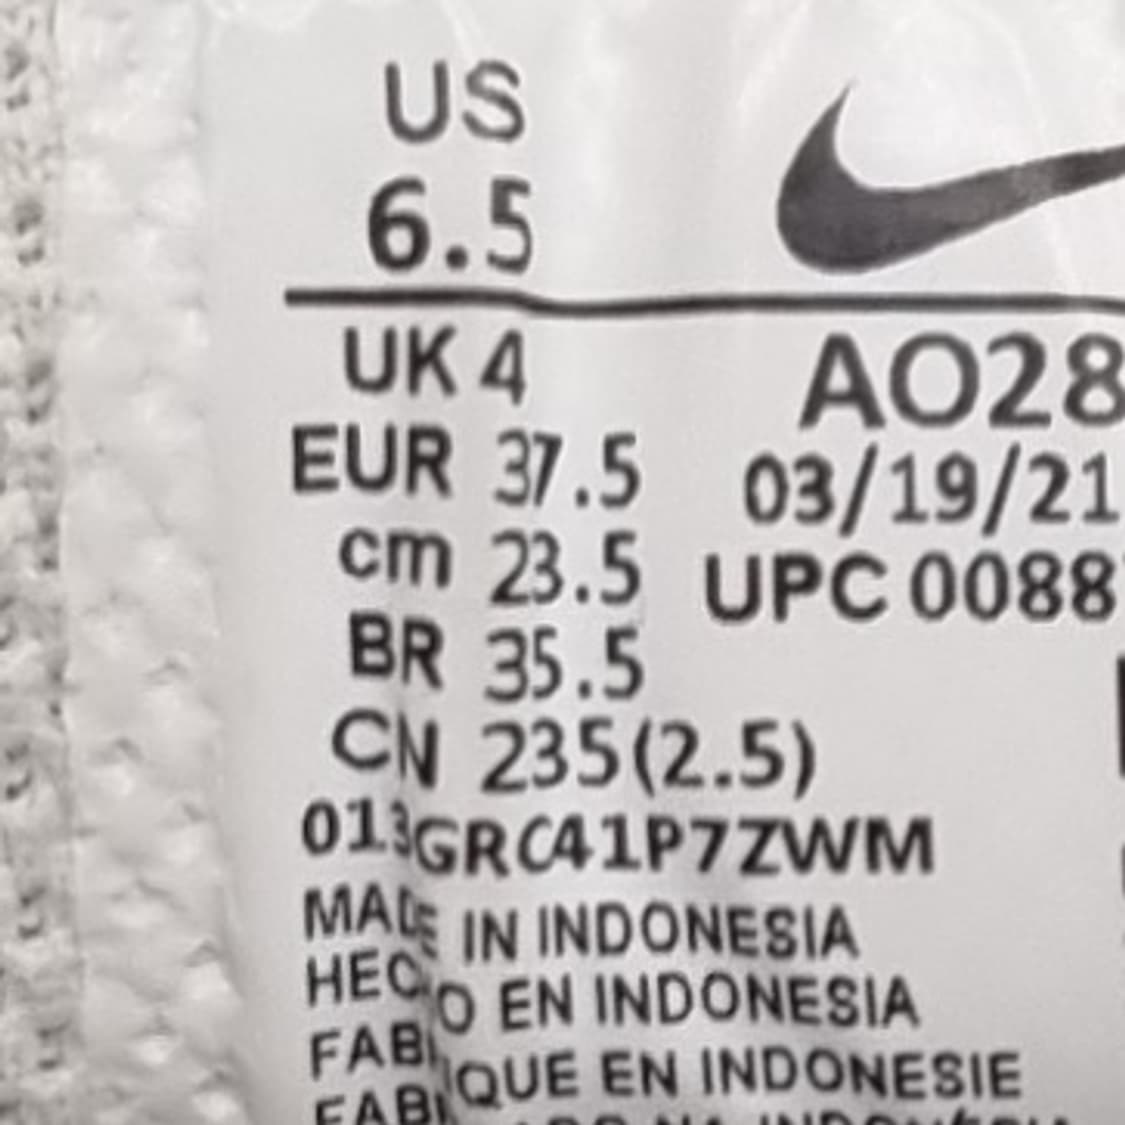 US
6.5
UK 4
EUR 37.5
cm 23.5
BR 35.5
CN 235(2.5)
AO28
03/19/21
UPC 0088
013GRC41P7ZWM
MADE IN INDONESIA
HECHO EN INDONESIA
FABRIQUE EN INDONESIE